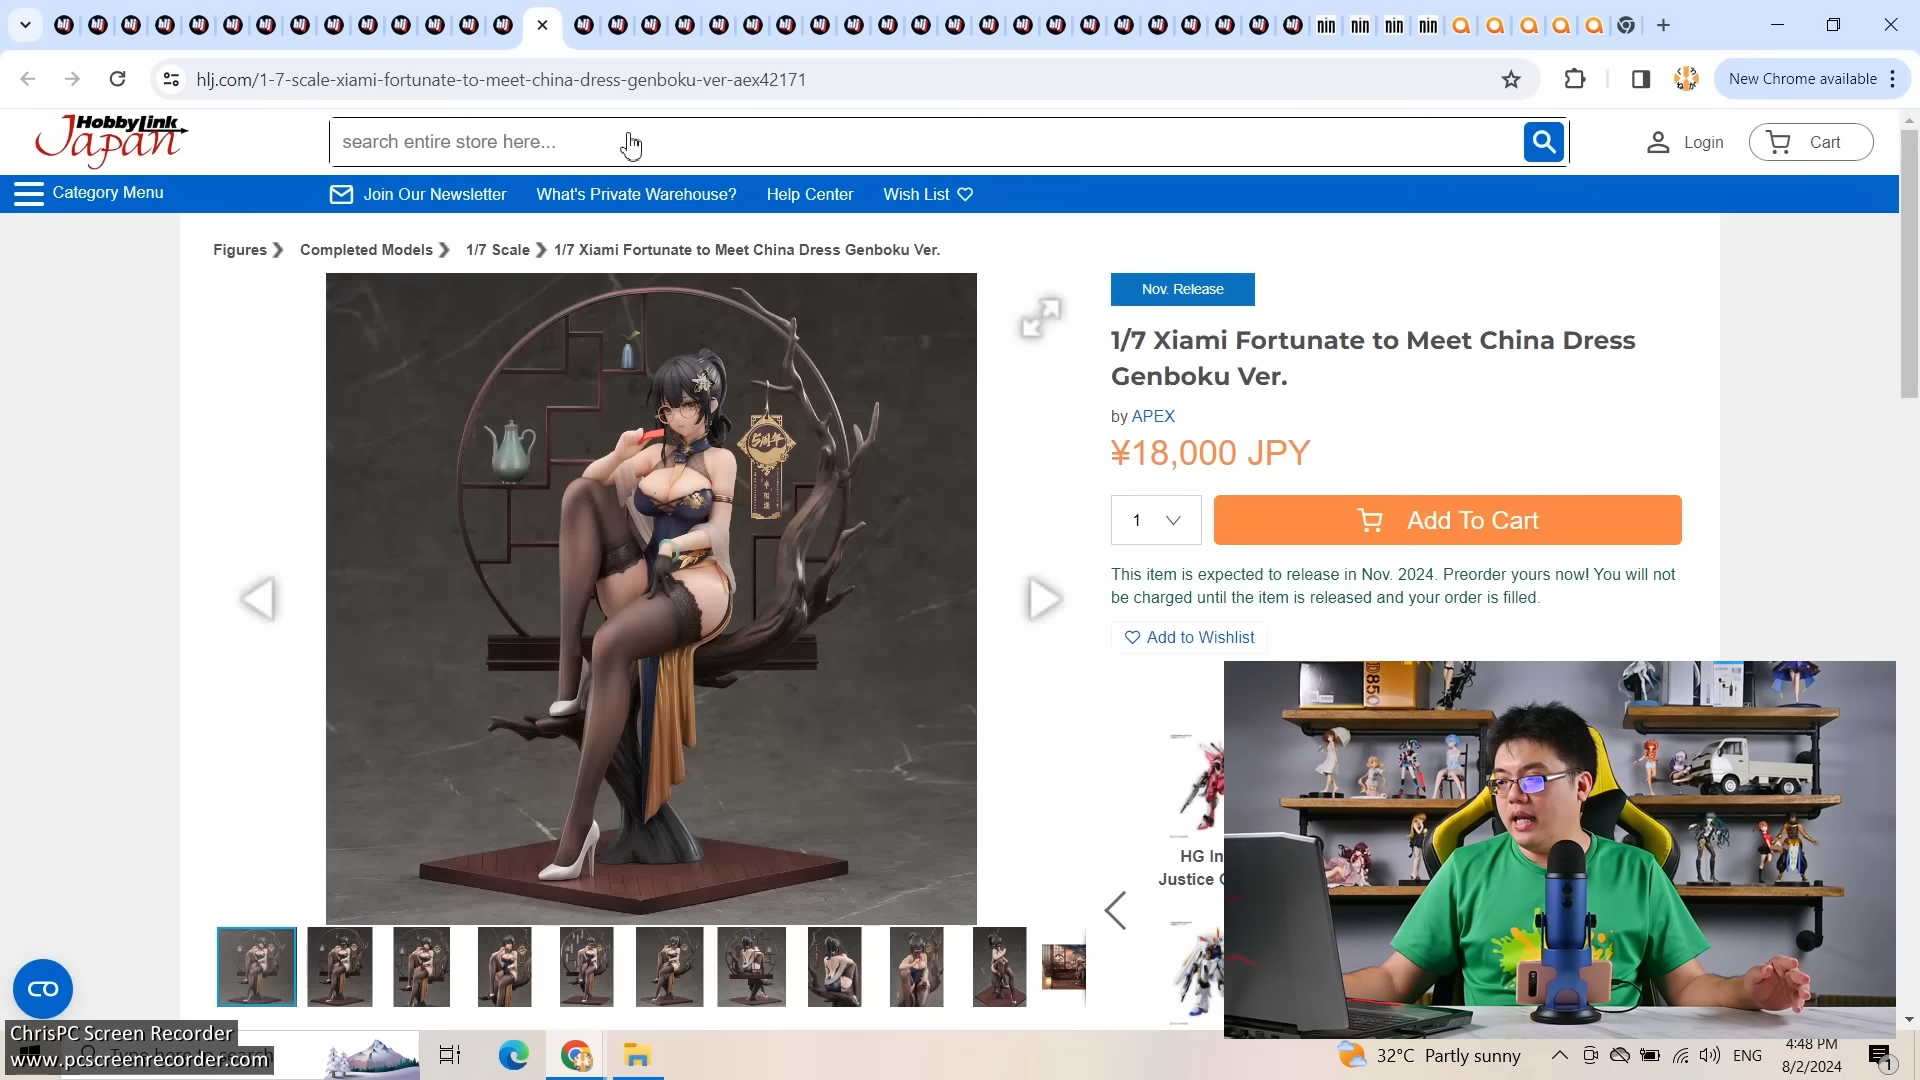 hlj.com/1-7-scale-xiami-fortunate-to-meet-china-dress-genboku-ver-aex42171
New Chrome available
HobbyLink
Japan
search entire store here...
Login
Cart
Category Menu
Join Our Newsletter
What's Private Warehouse?
Help Center
Wish List
Figures
Completed Models
1/7 Scale
1/7 Xiami Fortunate to Meet China Dress Genboku Ver.
Nov. Release
1/7 Xiami Fortunate to Meet China Dress
Genboku Ver.
by APEX
¥18,000 JPY
1
Add To Cart
This item is expected to release in Nov. 2024. Preorder yours now! You will not
be charged until the item is released and your order is filled.
Add to Wishlist
5周年
HG In
Justice
D850
ChrisPC Screen Recorder
www.pcscreenrecorder.com
32°C Partly sunny
ENG
4:48 PM
8/2/2024
1